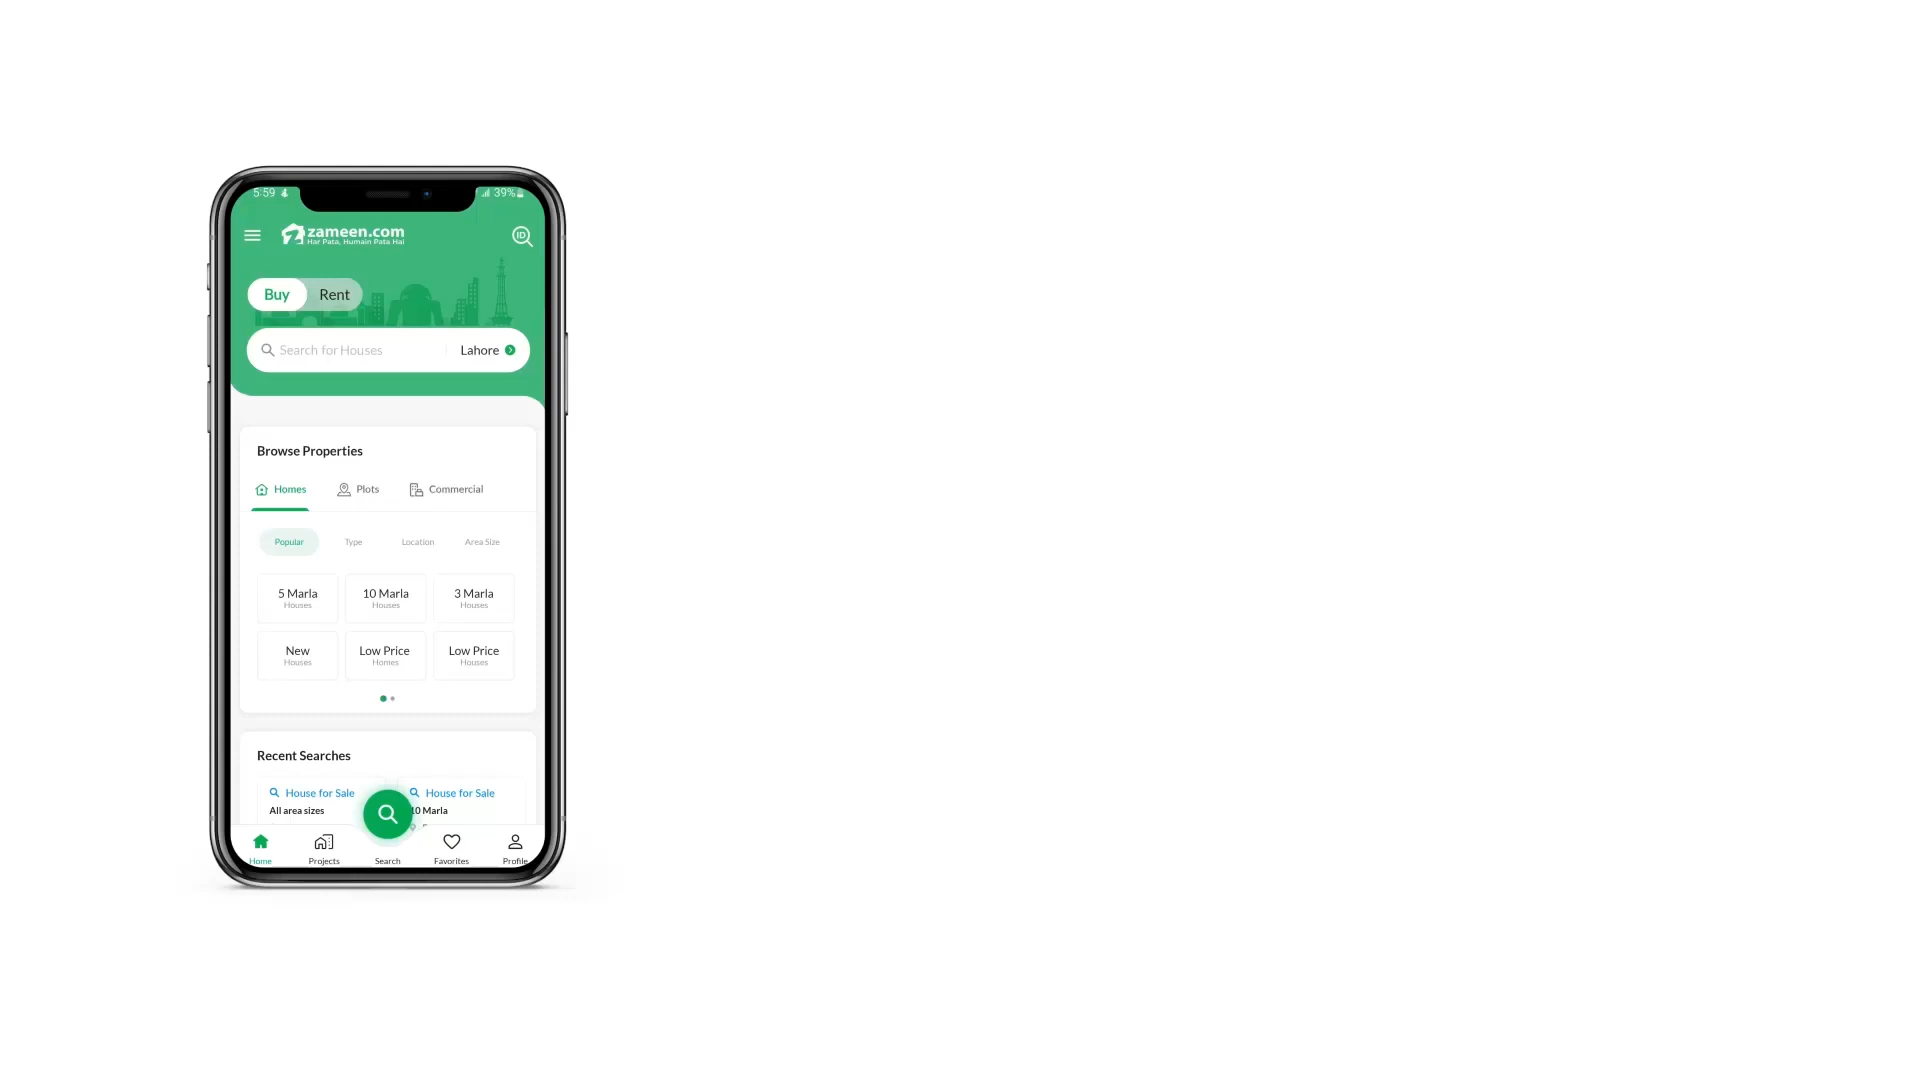 5:59 39%
zameen.com
Har Pata, Humain Pata Hai
ID
Buy Rent
Search for Houses Lahore
Browse Properties
Homes Plots Commercial
Popular Type Location Area Size
5 Marla 10 Marla 3 Marla
Houses Houses Houses
New Low Price Low Price
Houses Homes Houses
Recent Searches
House for Sale House for Sale
All area sizes 10 Marla
Home Projects Search Favorites Profile